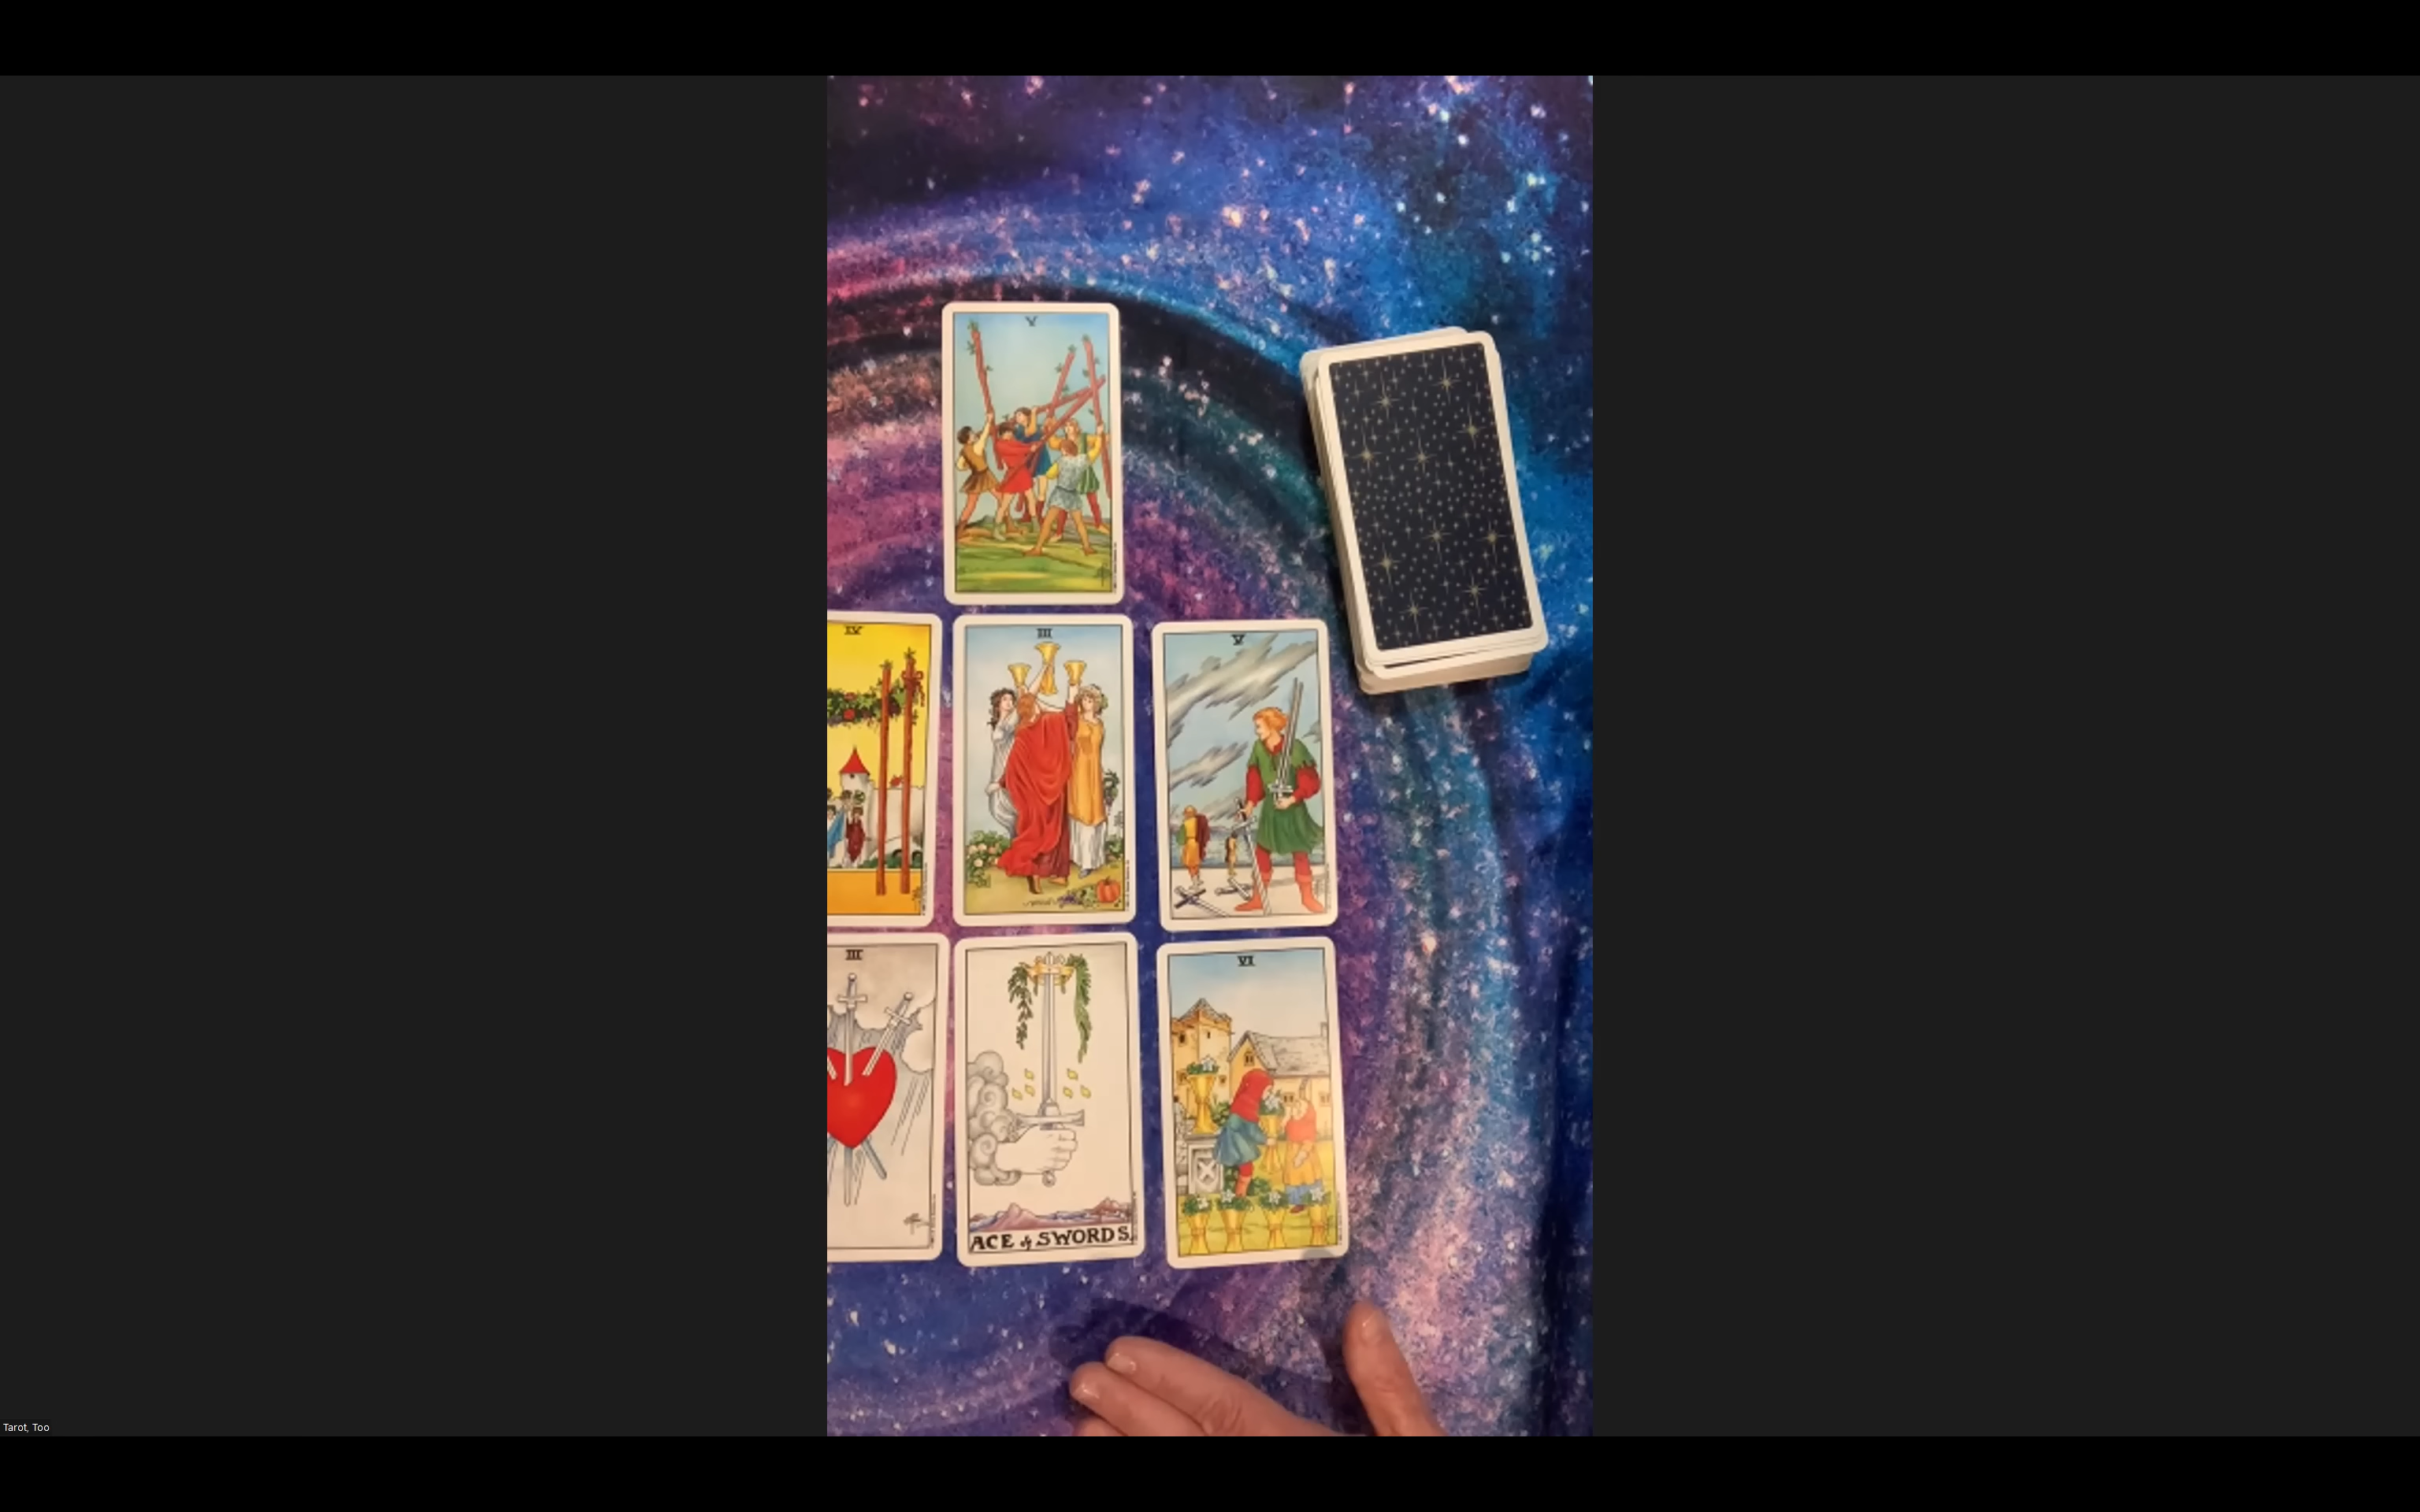 V
IV
III
V
III
ACE of SWORDS.
VI
Tarot, Too